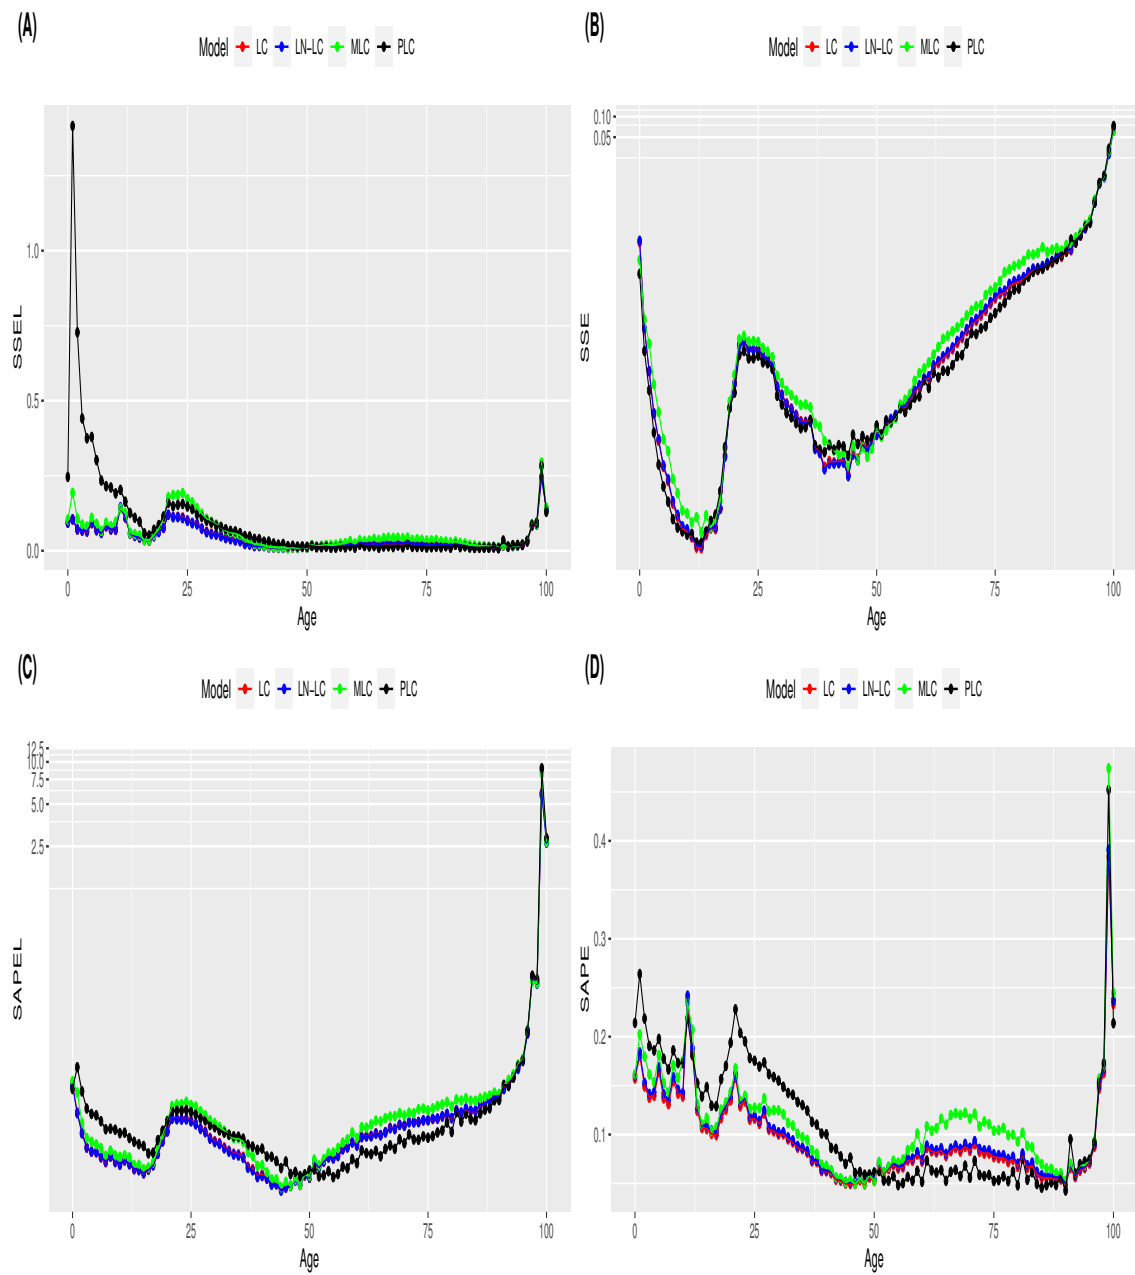 (A)
Model LC LN-LC MLC PLC
SSEL
1.0
0.5
0.0
0 25 50 75 100
Age
(B)
Model LC LN-LC MLC PLC
SSE
0.10
0.05
0 25 50 75 100
Age
(C)
Model LC LN-LC MLC PLC
SAPEL
12.5
10.0
7.5
5.0
2.5
0 25 50 75 100
Age
(D)
Model LC LN-LC MLC PLC
SAPE
0.4
0.3
0.2
0.1
0 25 50 75 100
Age